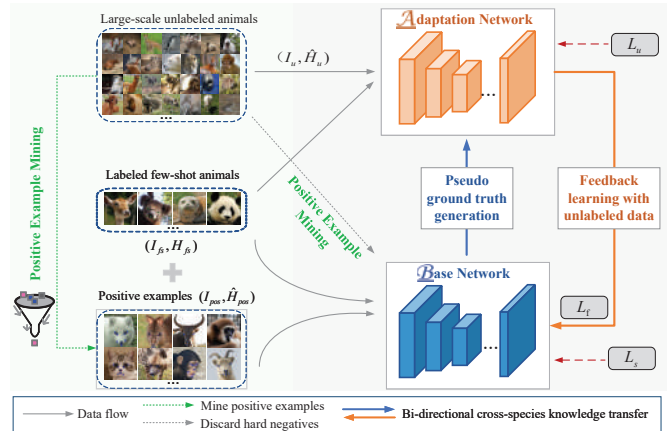 Large-scale unlabeled animals
...
Positive Example Mining
(I_u, Ĥ_u)
Adaptation Network
...
L_u
Labeled few-shot animals
...
(I_fs, H_fs)
Positive Example
Mining
Pseudo
ground truth
generation
Feedback
learning with
unlabeled data
Positive examples (I_pos, Ĥ_pos)
...
Base Network
...
L_f
L_s
Data flow
Mine positive examples
Discard hard negatives
Bi-directional cross-species knowledge transfer